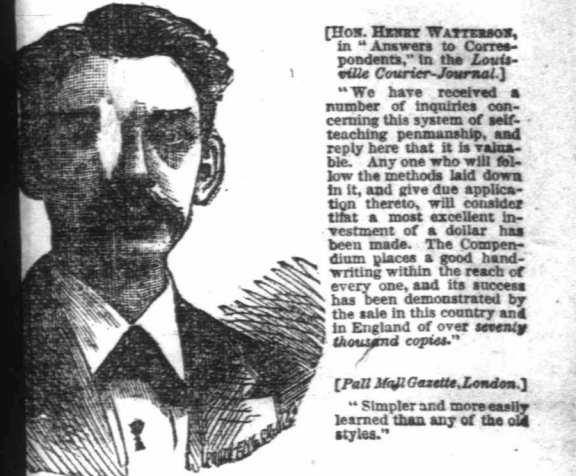 [HON. HENRY WATTERSON,
in "Answers to Corres-
pondents," in the Louis-
ville Courier-Journal.]
"We have received a
number of inquiries con-
cerning this system of self-
teaching penmanship, and
reply here that it is valua-
ble. Any one who will fol-
low the methods laid down
in it, and give due applica-
tion thereto, will consider
that a most excellent in-
vestment of a dollar has
been made. The Compen-
dium places a good hand-
writing within the reach of
every one, and its success
has been demonstrated by
the sale in this country and
in England of over seventy
thousand copies."
[Pall Mall Gazette, London.]
"Simpler and more easily
learned than any of the old
styles."